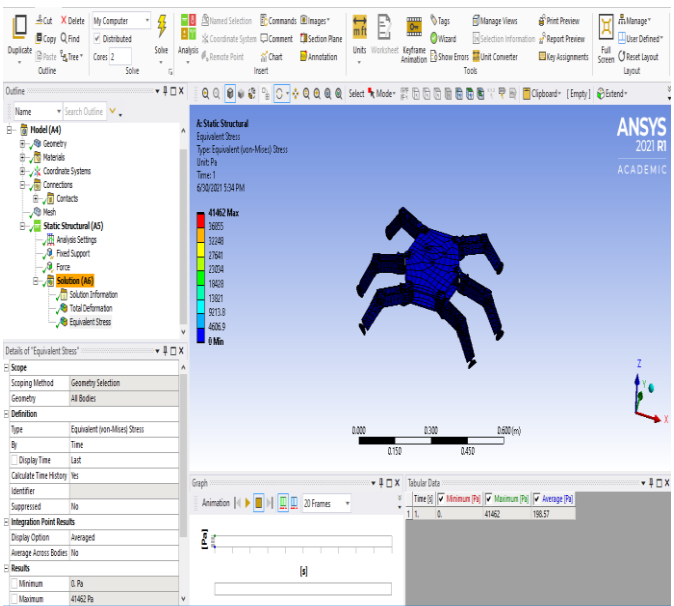 Cut Delete My Computer Named Selection Commands Images Tags Manage Views Print Preview Manage
Duplicate Copy Find Distributed Solve Analysis Coordinate System Comment Section Plane Units Worksheet Keyframe Animation Wizard Selection Information Report Preview Full Screen User Defined
Paste Tree Cores 2 Remote Point Chart Annotation Show Errors Unit Converter Key Assignments Reset Layout
Outline Solve Insert Tools Layout
Outline
Name Search Outline
Select Mode Clipboard [Empty] Extend
Model (A4)
Geometry
Materials
Coordinate Systems
Connections
Contacts
Mesh
Static Structural (A5)
Analysis Settings
Fixed Support
Force
Solution (A6)
Solution Information
Total Deformation
Equivalent Stress
A: Static Structural
Equivalent Stress
Type: Equivalent (von-Mises) Stress
Unit: Pa
Time: 1
6/30/2021 5:34 PM
41462 Max
36855
32248
27641
23034
18428
13821
9213.8
4606.9
0 Min
ANSYS
2021 R1
ACADEMIC
Z
Y
X
0.000 0.300 0.600 (m)
0.150 0.450
Details of "Equivalent Stress"
Scope
Scoping Method Geometry Selection
Geometry All Bodies
Definition
Type Equivalent (von-Mises) Stress
By Time
Display Time Last
Calculate Time History Yes
Identifier
Suppressed No
Integration Point Results
Display Option Averaged
Average Across Bodies No
Results
Minimum 0. Pa
Maximum 41462 Pa
Graph
Animation 20 Frames
[Pa]
[s]
Tabular Data
Time [s] Minimum [Pa] Maximum [Pa] Average [Pa]
1 1. 0. 41462 198.57